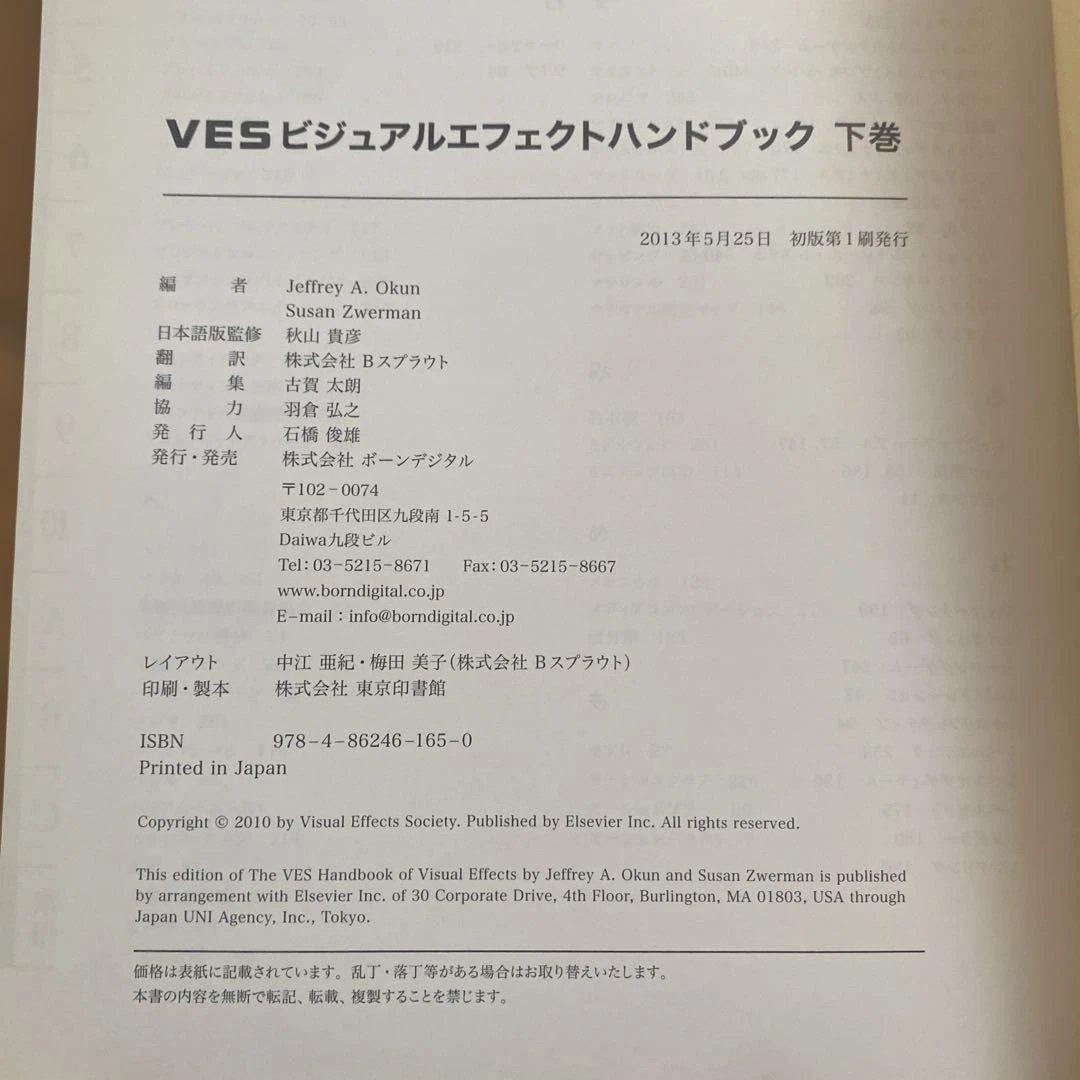 VESビジュアルエフェクトハンドブック 下巻
2013年5月25日 初版第1刷発行
編 者 Jeffrey A. Okun
Susan Zwerman
日本語版監修 秋山 貴彦
翻 訳 株式会社 Bスプラウト
編 集 古賀 太朗
協 力 羽倉 弘之
発 行 人 石橋 俊雄
発行・発売 株式会社 ボーンデジタル
〒102-0074
東京都千代田区九段南 1-5-5
Daiwa九段ビル
Tel:03-5215-8671 Fax:03-5215-8667
www.borndigital.co.jp
E-mail:info@borndigital.co.jp
レイアウト 中江 亜紀・梅田 美子(株式会社 Bスプラウト)
印刷・製本 株式会社 東京印書館
ISBN 978-4-86246-165-0
Printed in Japan
Copyright © 2010 by Visual Effects Society. Published by Elsevier Inc. All rights reserved.
This edition of The VES Handbook of Visual Effects by Jeffrey A. Okun and Susan Zwerman is published
by arrangement with Elsevier Inc. of 30 Corporate Drive, 4th Floor, Burlington, MA 01803, USA through
Japan UNI Agency, Inc., Tokyo.
価格は表紙に記載されています。乱丁・落丁等がある場合はお取り替えいたします。
本書の内容を無断で転記、転載、複製することを禁じます。